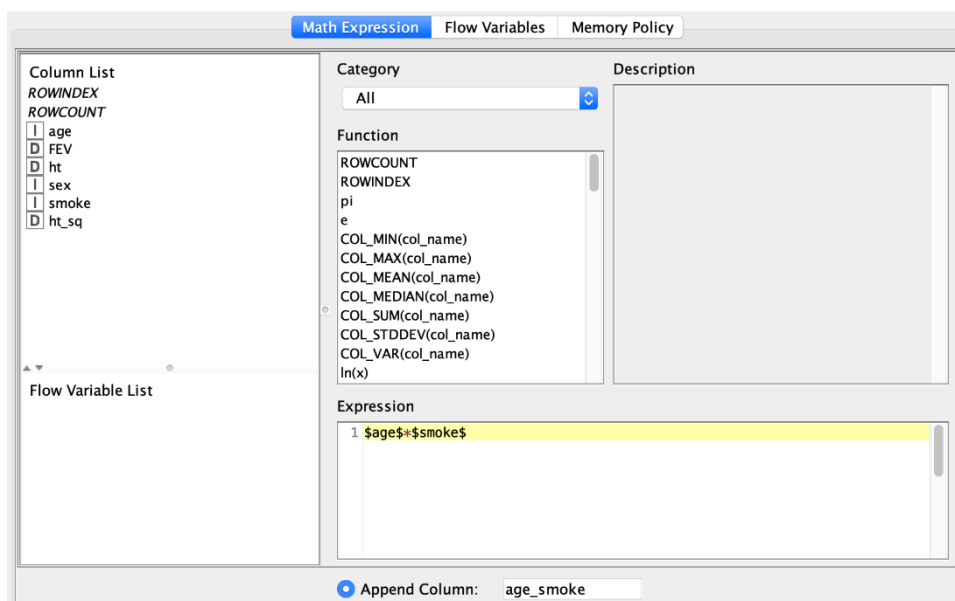 Math Expression Flow Variables Memory Policy
Column List
ROWINDEX
ROWCOUNT
I age
D FEV
D ht
I sex
I smoke
D ht_sq
Flow Variable List
Category
All
Function
ROWCOUNT
ROWINDEX
pi
e
COL_MIN(col_name)
COL_MAX(col_name)
COL_MEAN(col_name)
COL_MEDIAN(col_name)
COL_SUM(col_name)
COL_STDDEV(col_name)
COL_VAR(col_name)
ln(x)
Description
Expression
1 $age$*$smoke$
Append Column: age_smoke